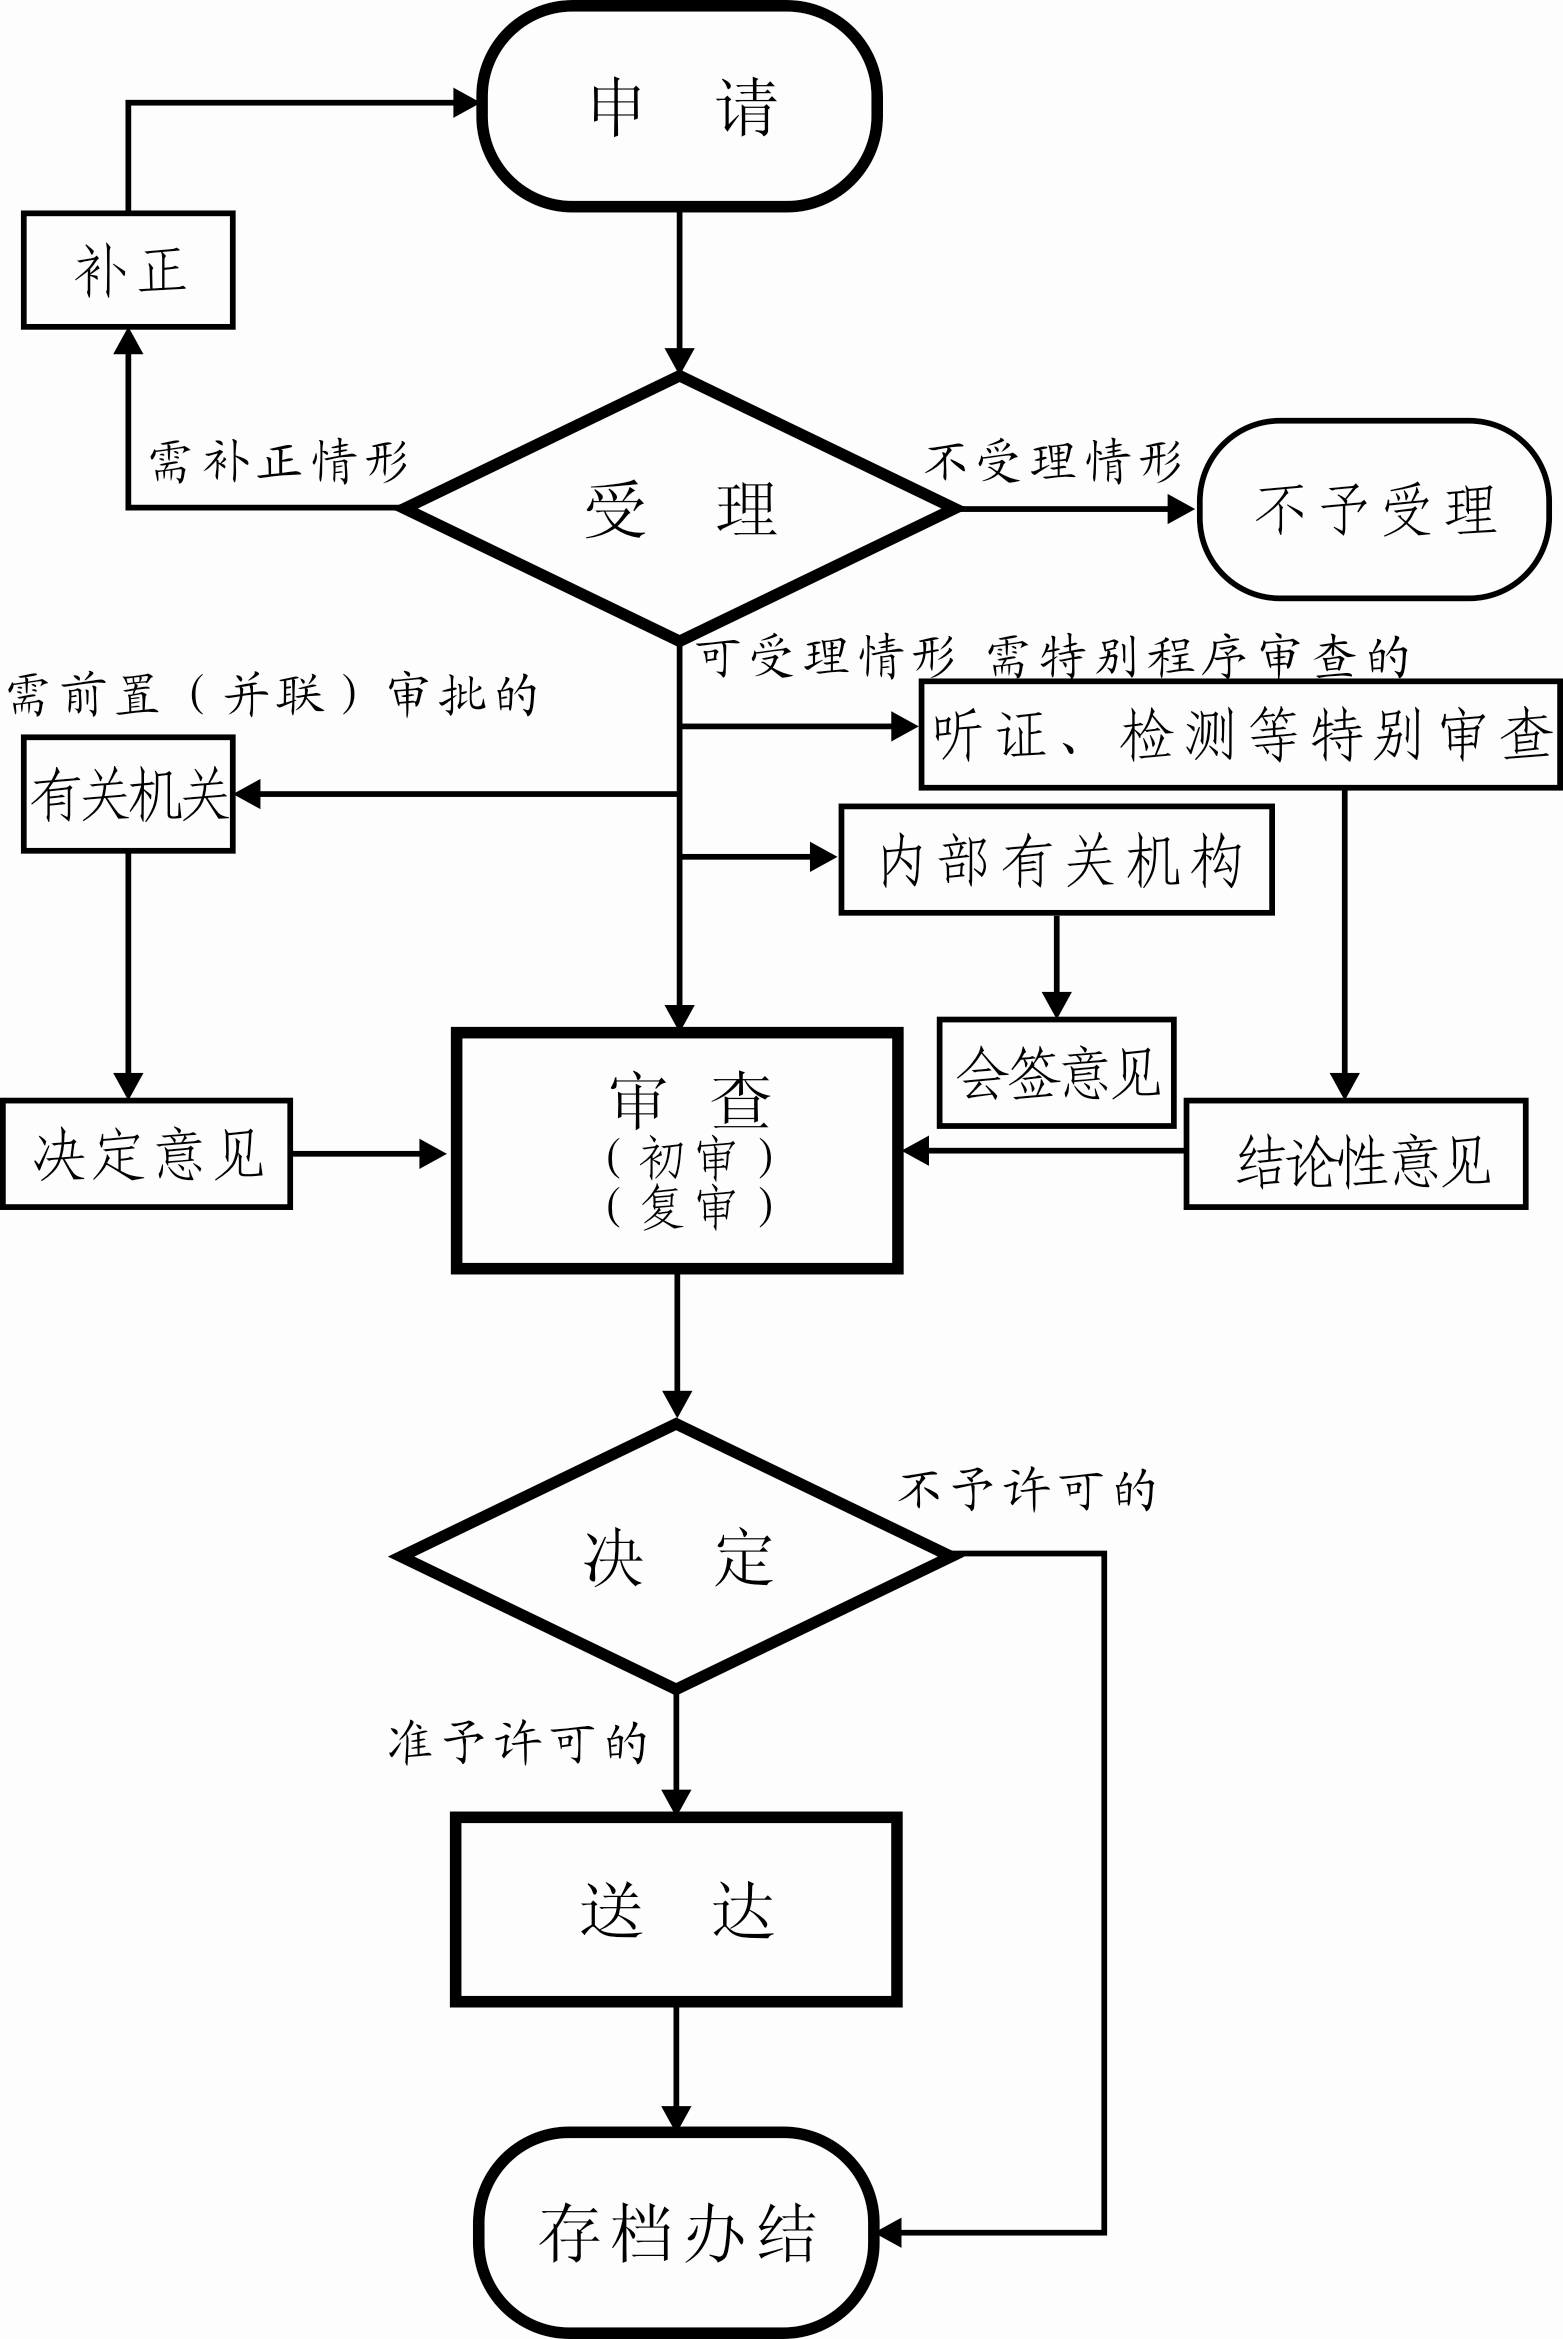 申 请
补正
需补正情形
不受理情形
受 理
不予受理
可受理情形 需特别程序审查的
需前置(并联)审批的
听证、检测等特别审查
有关机关
内部有关机构
会签意见
审 查
(初审)
(复审)
决定意见
结论性意见
不予许可的
决 定
准予许可的
送 达
存档办结